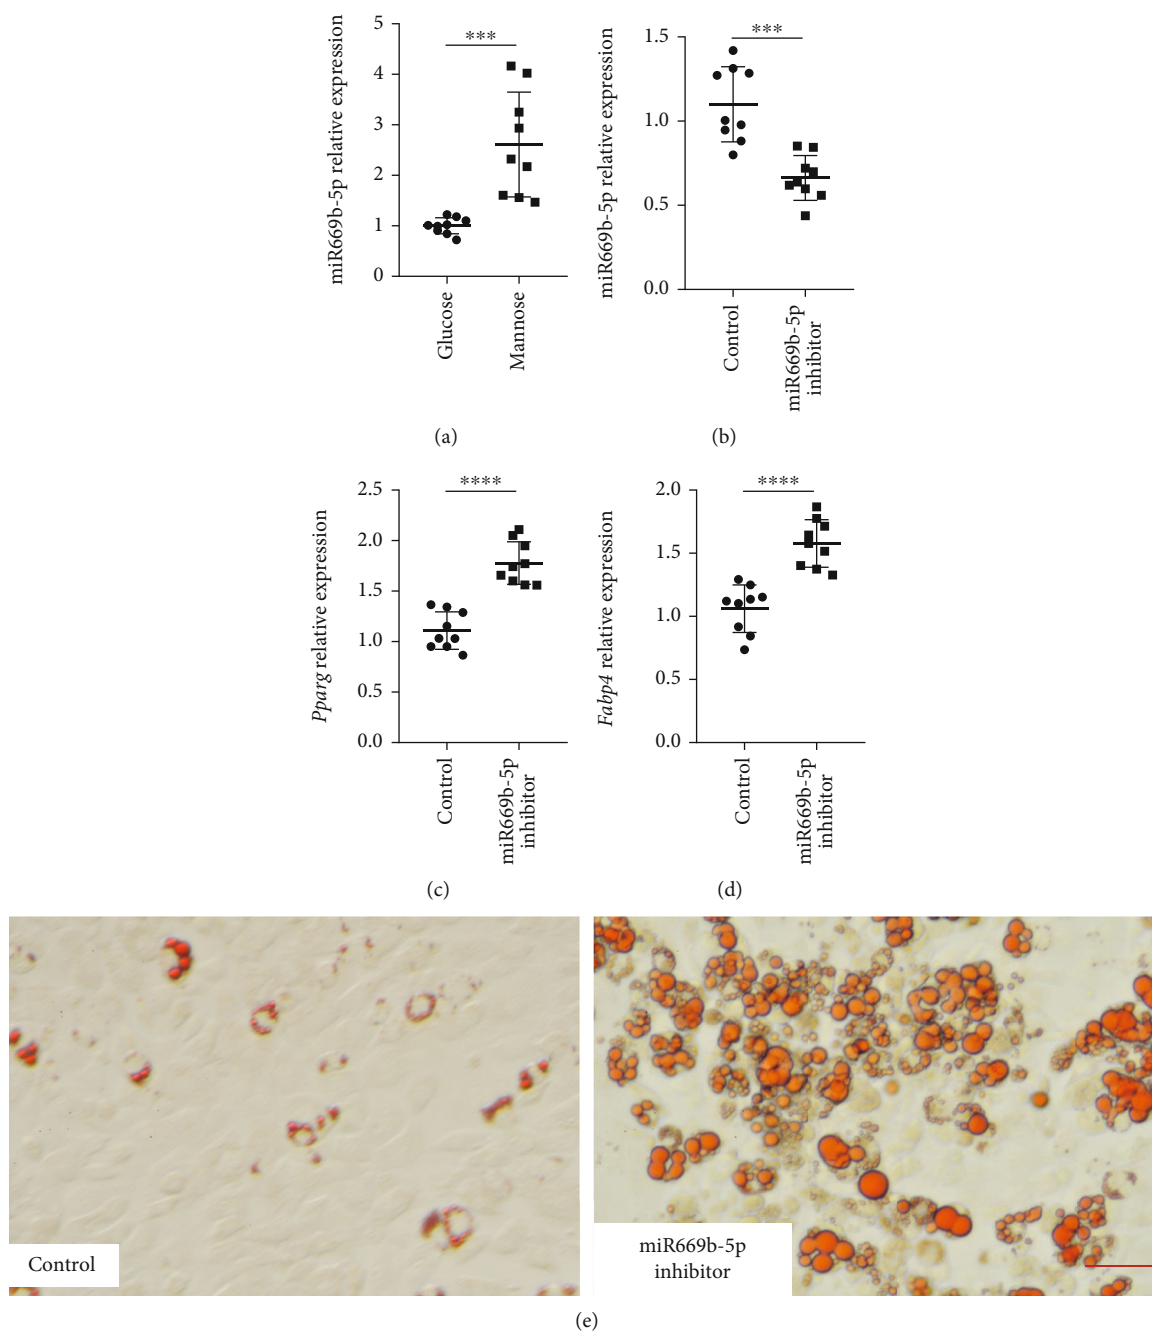 miR669b-5p relative expression
5
4
3
2
1
0
***
Glucose
Mannose
(a)
miR669b-5p relative expression
1.5
1.0
0.5
0.0
***
Control
miR669b-5p
inhibitor
(b)
Pparg relative expression
2.5
2.0
1.5
1.0
0.5
0.0
****
Control
miR669b-5p
inhibitor
(c)
Fabp4 relative expression
2.0
1.5
1.0
0.5
0.0
****
Control
miR669b-5p
inhibitor
(d)
Control
miR669b-5p
inhibitor
(e)